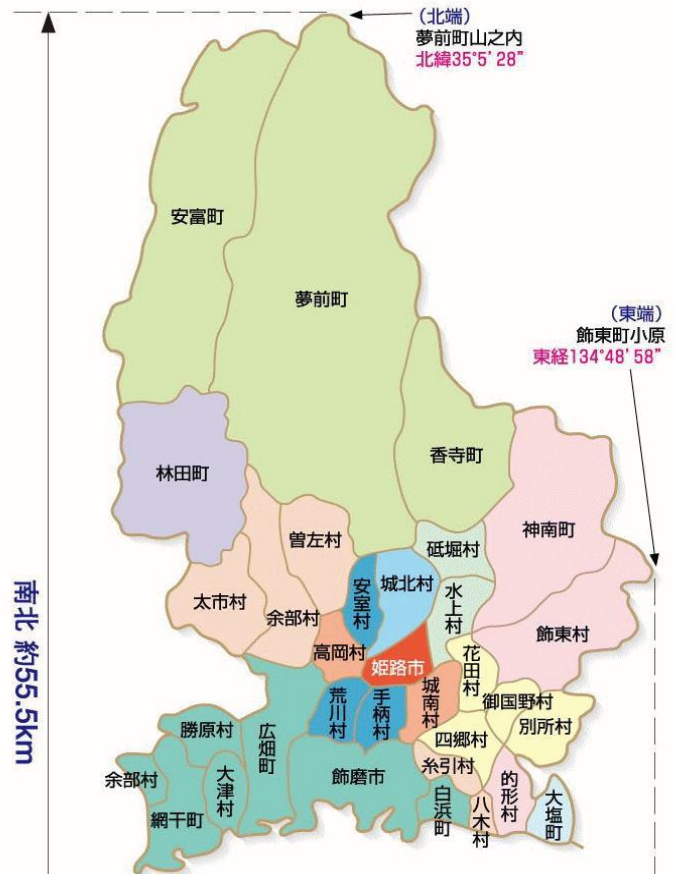 (北端)
夢前町山之内
北緯35°5'28"
安富町
夢前町
(東端)
飾東町小原
東経134°48'58"
香寺町
林田町
神南町
曽左村
砥堀村
城北村
安室村
水上村
太市村
余部村
飾東村
高岡村
姫路市
花田村
南北 約55.5km
荒川村
手柄村
城南村
御国野村
別所村
勝原村
広畑町
四郷村
糸引村
余部村
大津村
飾磨市
白浜町
八木村
的形村
大塩町
網干町